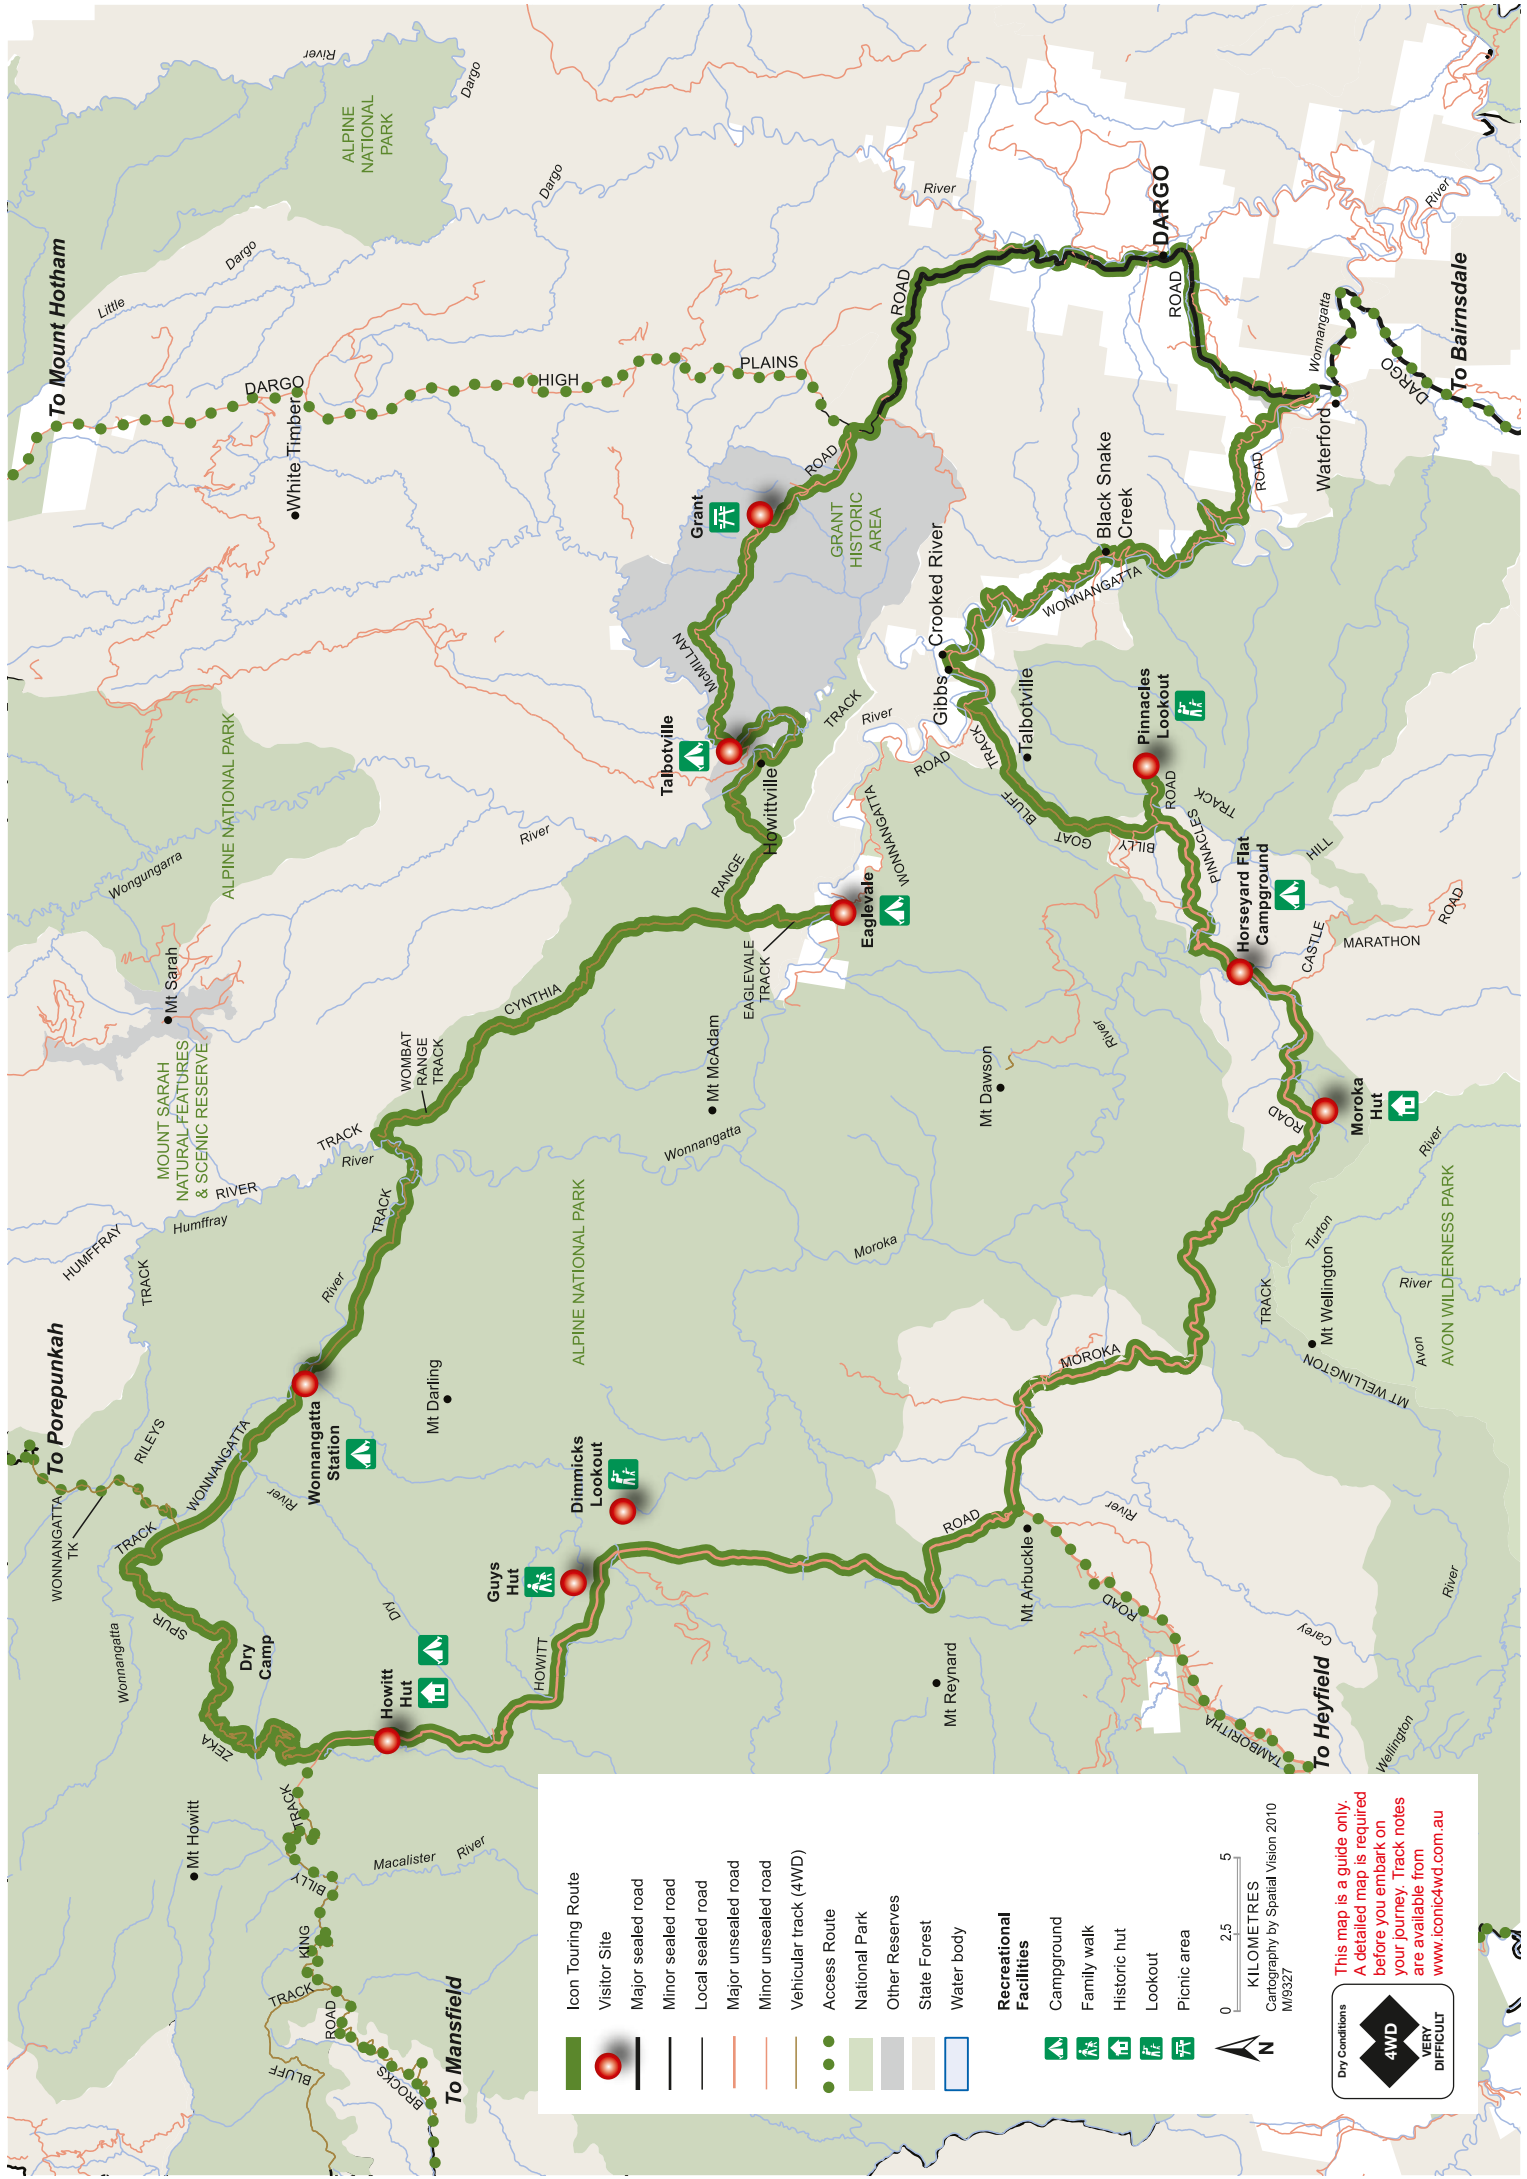 To Mount Hotham
To Porepunkah
To Mansfield
To Heyfield
To Bairnsdale
ALPINE
NATIONAL
PARK
River
Dargo
Dargo
River
Little
Dargo
DARGO
HIGH
PLAINS
White Timber
ROAD
ROAD
DARGO
ROAD
Wonnangatta
River
DARGO
Waterford
ROAD
Grant
ROAD
GRANT
HISTORIC
AREA
McMILLAN
Talbotville
Howittville
TRACK
River
Crooked River
Gibbs
Black Snake
Creek
WONNANGATTA
ROAD
TRACK
Talbotville
BLUFF
GOAT
BILLY
Pinnacles
Lookout
ROAD
PINNACLES
TRACK
HILL
Horseyard Flat
Campground
CASTLE
MARATHON
ROAD
ALPINE NATIONAL PARK
Wongungarra
River
Mt Sarah
MOUNT SARAH
NATURAL FEATURES
& SCENIC RESERVE
RANGE
WONNANGATTA
Eaglevale
EAGLEVALE
TRACK
CYNTHIA
WOMBAT
RANGE
TRACK
Mt McAdam
Wonnangatta
Mt Dawson
River
Moroka
Hut
ROAD
River
TRACK
River
RIVER
Humffray
HUMFFRAY
TRACK
TRACK
River
ALPINE NATIONAL PARK
Moroka
Turton
Mt Wellington
TRACK
MT WELLINGTON
River
Avon
AVON WILDERNESS PARK
MOROKA
RILEYS
WONNANGATTA
TK
WONNANGATTA
TRACK
Wonnangatta
Station
Mt Darling
River
Dimmicks
Lookout
Guys
Hut
Dry
SPUR
Wonnangatta
Dry
Camp
Howitt
Hut
HOWITT
ZEKA
ROAD
Mt Arbuckle
River
River
ROAD
Carey
Mt Reynard
TAMBORITHA
Wellington
Mt Howitt
TRACK
BILLY
Macalister
River
KING
TRACK
ROAD
BLUFF
BROCKS
Icon Touring Route
Visitor Site
Major sealed road
Minor sealed road
Local sealed road
Major unsealed road
Minor unsealed road
Vehicular track (4WD)
Access Route
National Park
Other Reserves
State Forest
Water body
Recreational
Facilities
Campground
Family walk
Historic hut
Lookout
Picnic area
0
2.5
5
KILOMETRES
Cartography by Spatial Vision 2010
M/9327
N
Dry Conditions
4WD
VERY
DIFFICULT
This map is a guide only.
A detailed map is required
before you embark on
your journey. Track notes
are available from
www.iconic4wd.com.au